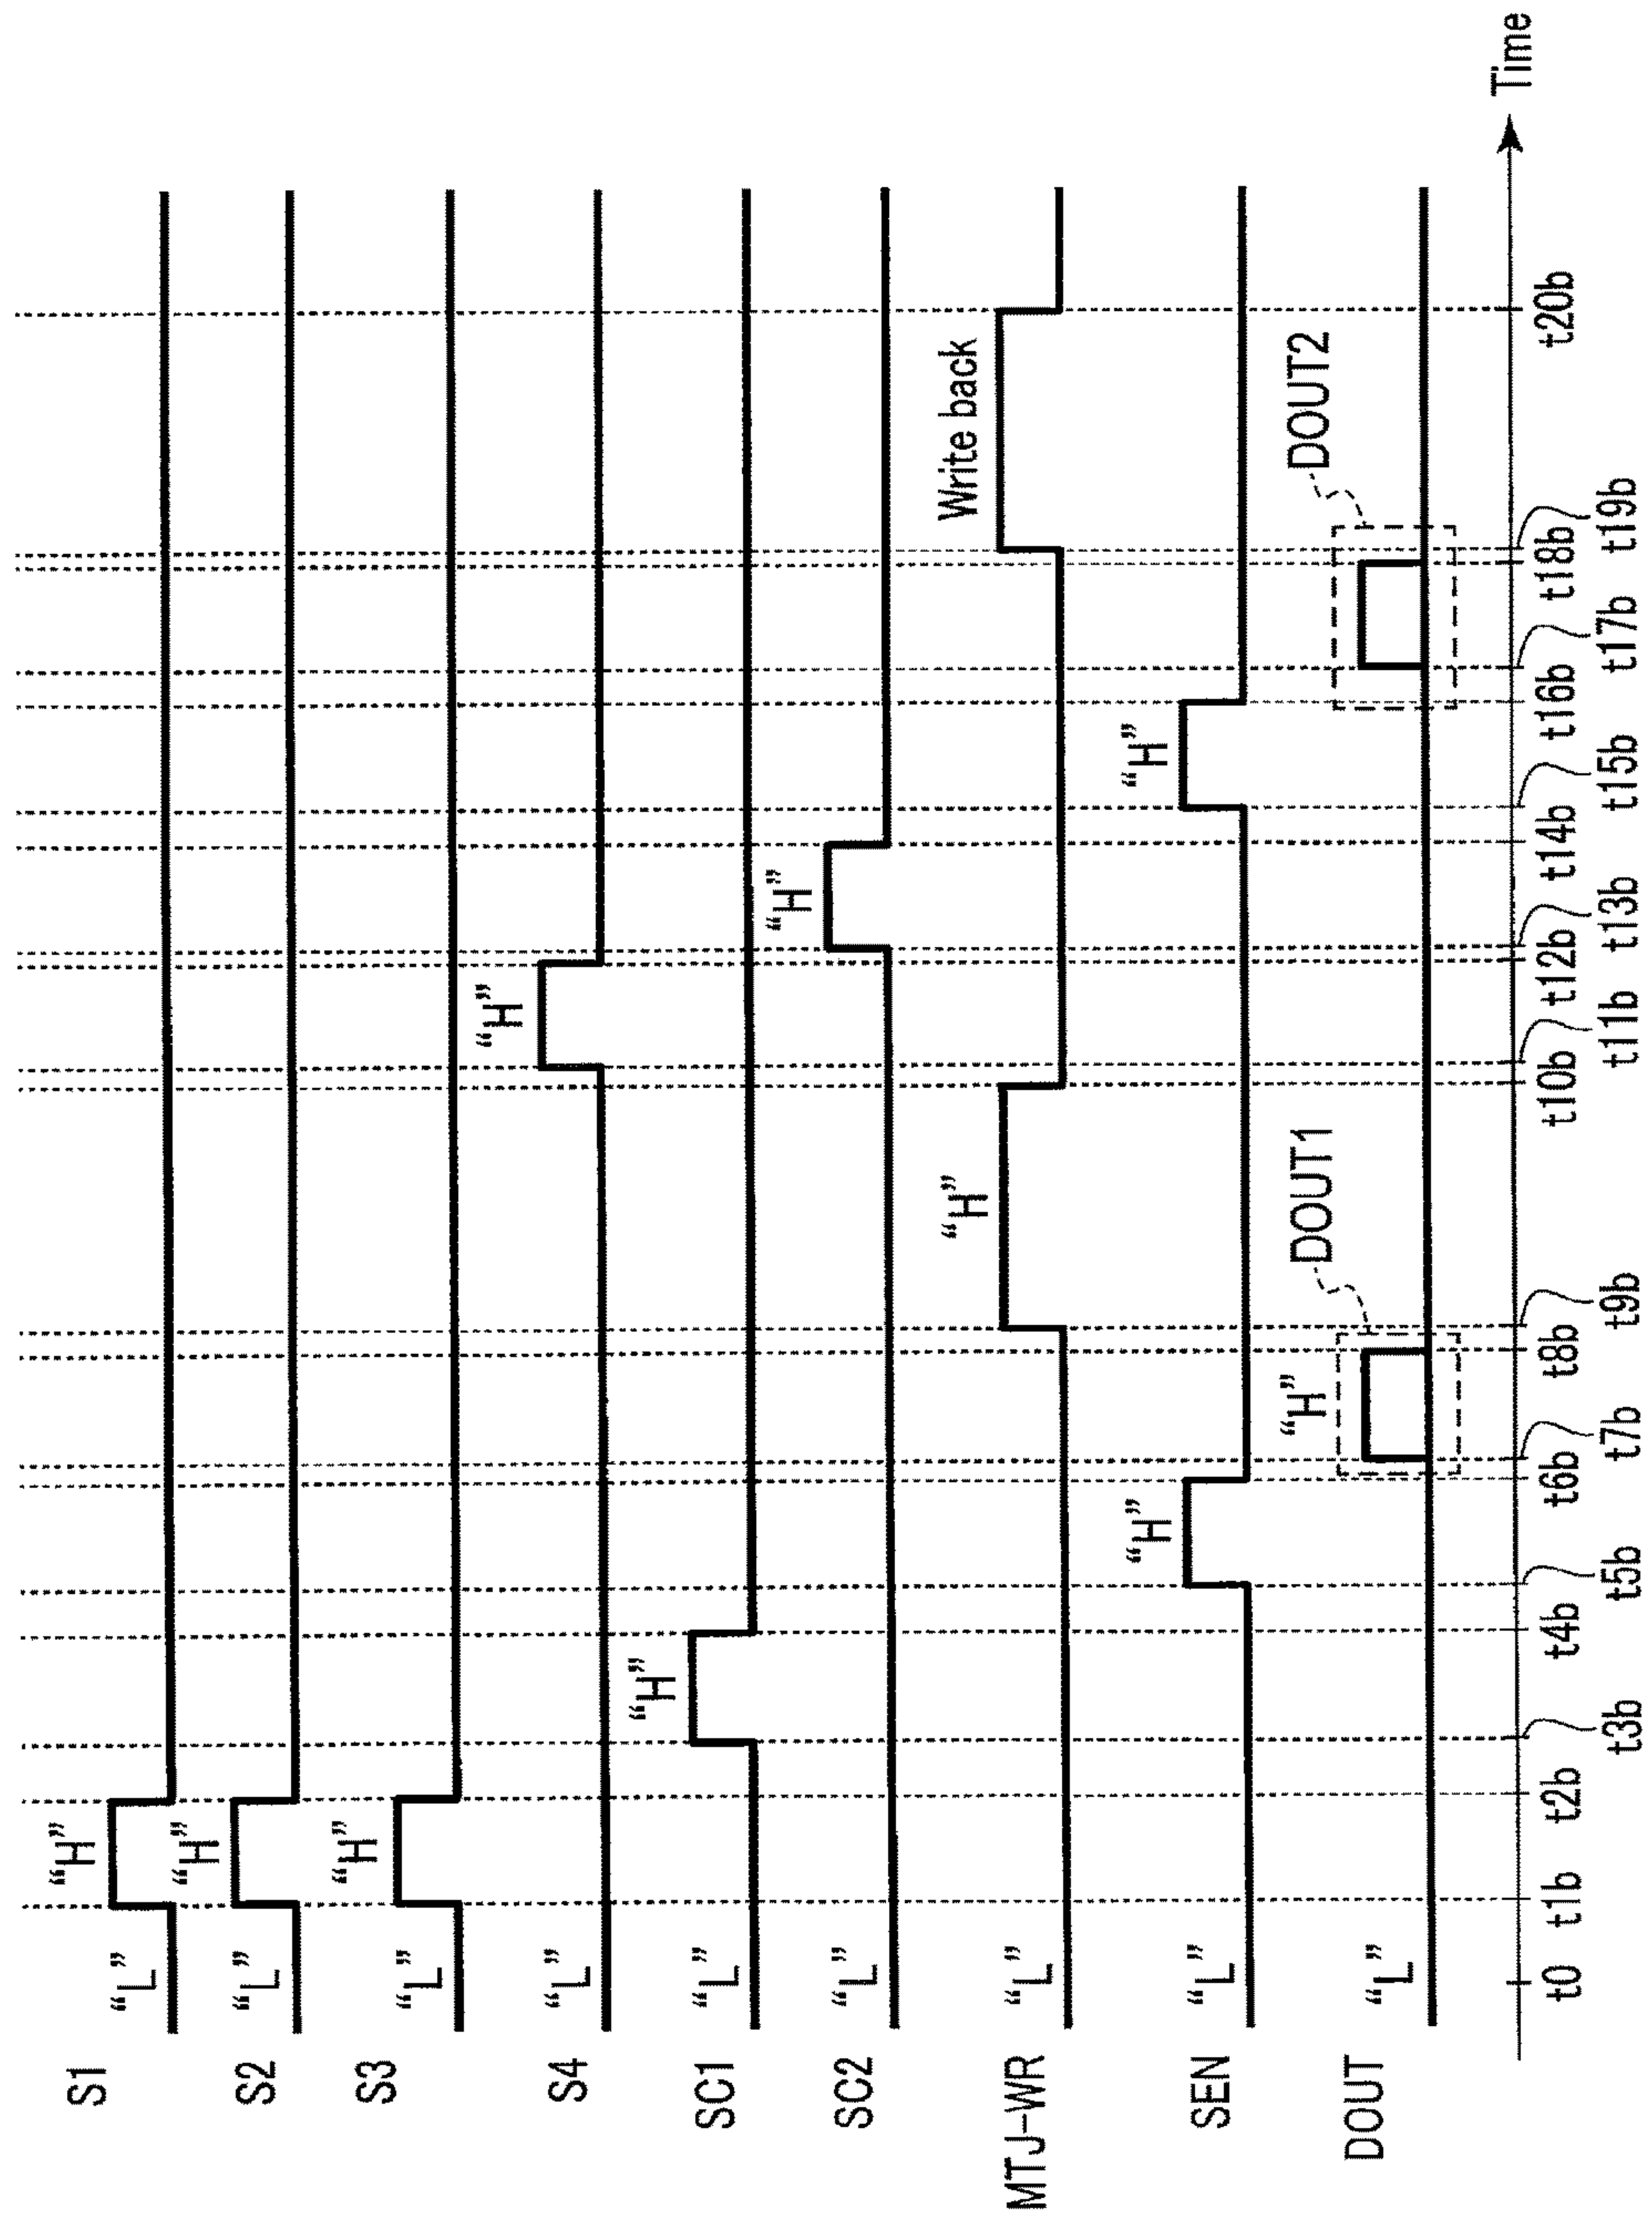 S1 “L” “H”
S2 “L” “H”
S3 “L” “H”
S4 “L” “H”
SC1 “L” “H”
SC2 “L” “H”
MTJ-WR “L” “H” Write back
SEN “L” “H” “H”
DOUT “L” “H” DOUT1 DOUT2
Time
t0 t1b t2b t4b t6b t8b t10b t12b t14b t16b t18b t20b
t3b t5b t7b t9b t11b t13b t15b t17b t19b